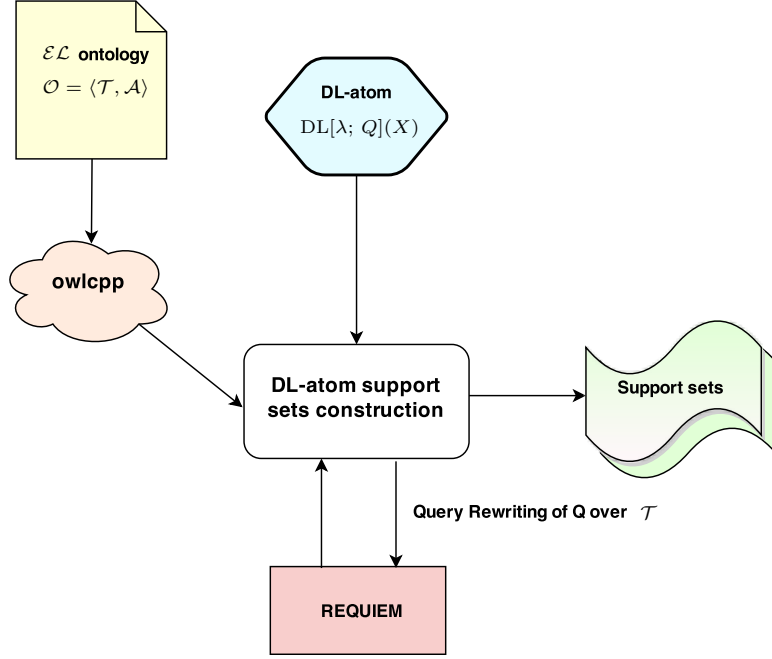 ℰℒ ontology
𝒪 = ⟨𝒯, 𝒜⟩
DL-atom
DL[λ; Q](X)
owlcpp
DL-atom support
sets construction
Support sets
Query Rewriting of Q over 𝒯
REQUIEM